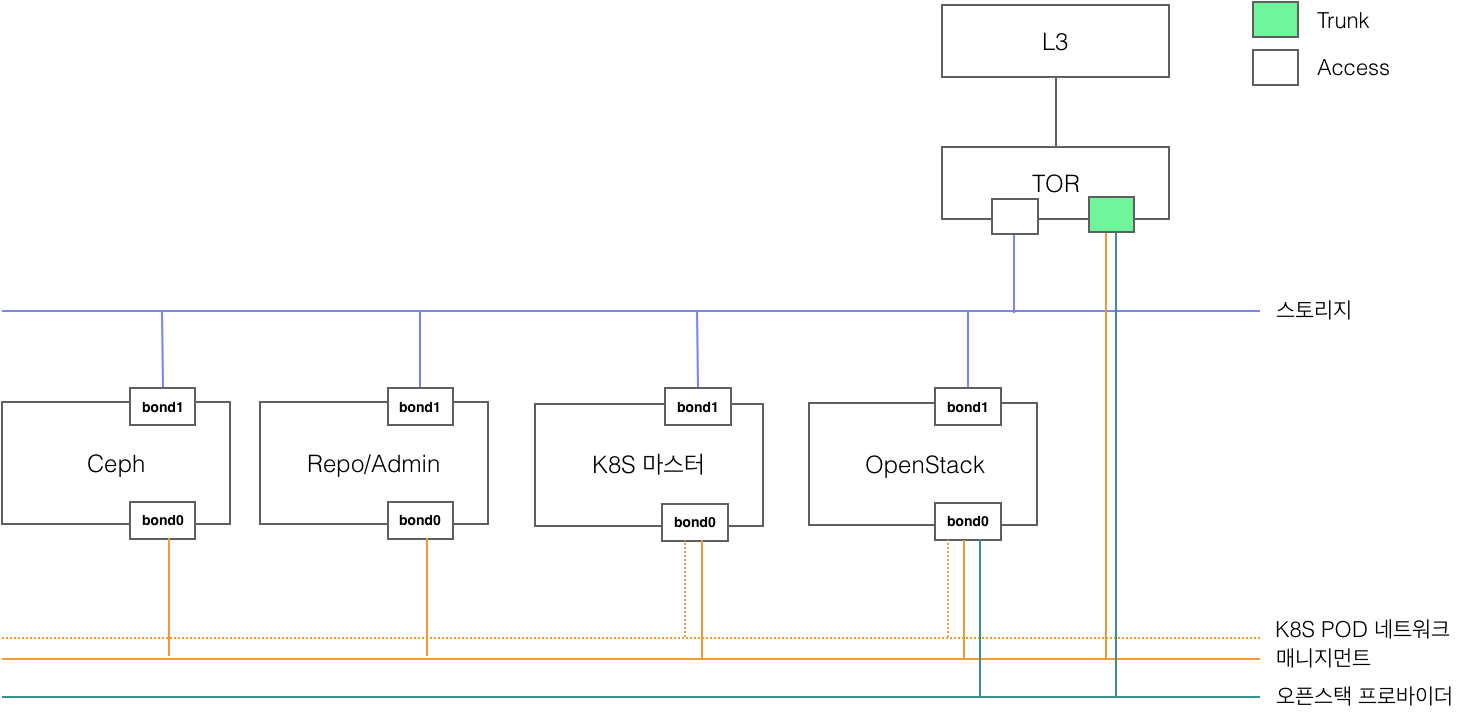 L3
Trunk
Access
TOR
스토리지
bond1
bond1
bond1
bond1
Ceph
Repo/Admin
K8S 마스터
OpenStack
bond0
bond0
bond0
bond0
K8S POD 네트워크
매니지먼트
오픈스택 프로바이더